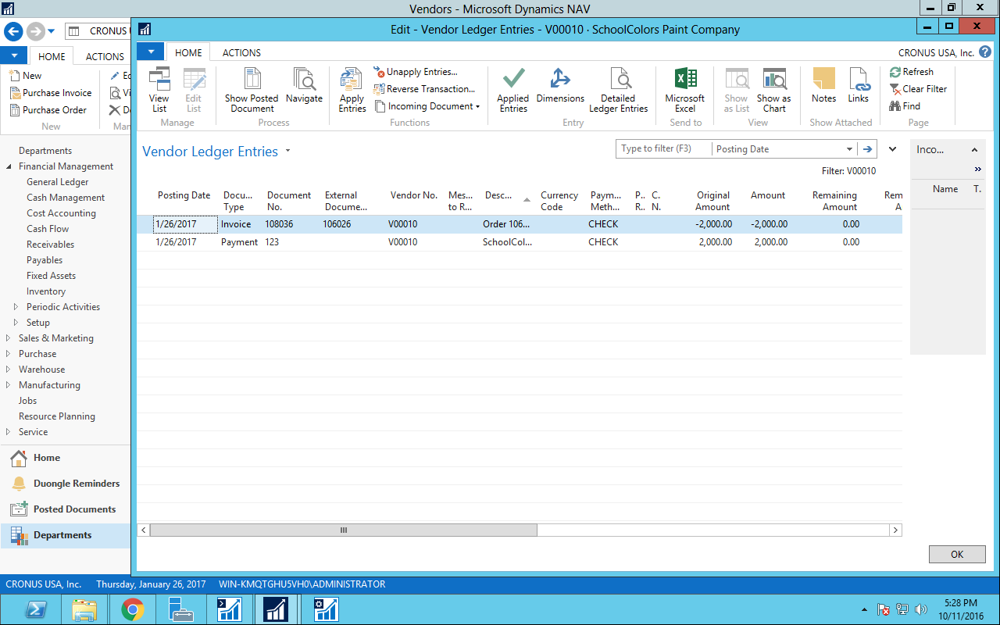 Vendors - Microsoft Dynamics NAV
CRONUS U
HOME ACTIONS
New
Purchase Invoice
Purchase Order
New
Departments
Financial Management
General Ledger
Cash Management
Cost Accounting
Cash Flow
Receivables
Payables
Fixed Assets
Inventory
Periodic Activities
Setup
Sales & Marketing
Purchase
Warehouse
Manufacturing
Jobs
Resource Planning
Service
Home
Duongle Reminders
Posted Documents
Departments
Edit - Vendor Ledger Entries - V00010 · SchoolColors Paint Company
HOME ACTIONS
CRONUS USA, Inc.
View List
Edit List
Manage
Show Posted Document
Navigate
Process
Apply Entries
Unapply Entries...
Reverse Transaction...
Incoming Document
Functions
Applied Entries
Dimensions
Detailed Ledger Entries
Entry
Microsoft Excel
Send to
Show as List
Show as Chart
View
Notes
Links
Show Attached
Refresh
Clear Filter
Find
Page
Vendor Ledger Entries
Type to filter (F3) Posting Date
Filter: V00010
Posting Date Docu... Type Document No. External Docume... Vendor No. Mes... to R... Desc... Currency Code Paym... Meth... P.. R.. C. N. Original Amount Amount Remaining Amount Rem A
1/26/2017 Invoice 108036 106026 V00010 Order 106... CHECK -2,000.00 -2,000.00 0.00
1/26/2017 Payment 123 V00010 SchoolCol... CHECK 2,000.00 2,000.00 0.00
Inco...
Name T.
OK
CRONUS USA, Inc. Thursday, January 26, 2017 WIN-KMQTGHU5VH0\ADMINISTRATOR
5:28 PM
10/11/2016